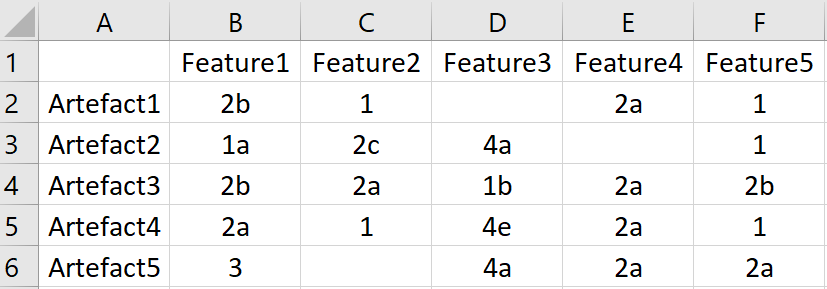 A B C D E F
1 Feature1 Feature2 Feature3 Feature4 Feature5
2 Artefact1 2b 1 2a 1
3 Artefact2 1a 2c 4a 1
4 Artefact3 2b 2a 1b 2a 2b
5 Artefact4 2a 1 4e 2a 1
6 Artefact5 3 4a 2a 2a